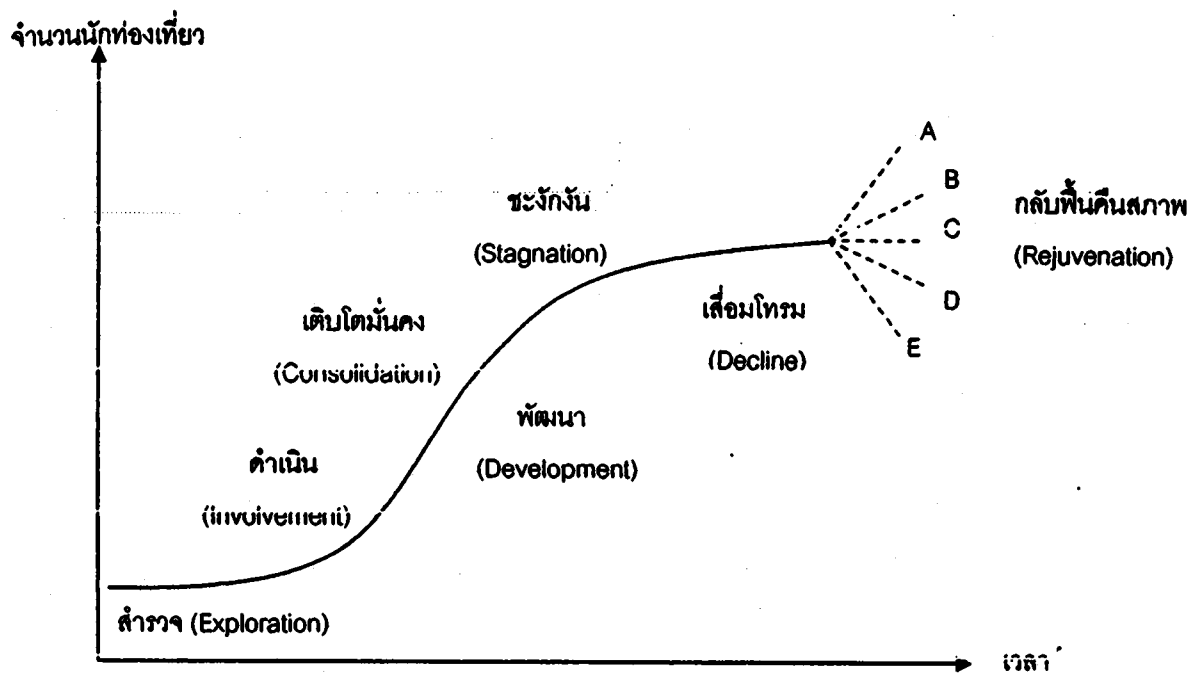 จำนวนนักท่องเที่ยว
A
B
ชะงักงัน
กลับฟื้นคืนสภาพ
(Stagnation)
C
(Rejuvenation)
D
เติบโตมั่นคง
เสื่อมโทรม
E
(Consolidation)
(Decline)
พัฒนา
ดำเนิน
(Development)
(Involvement)
สำรวจ (Exploration)
เวลา